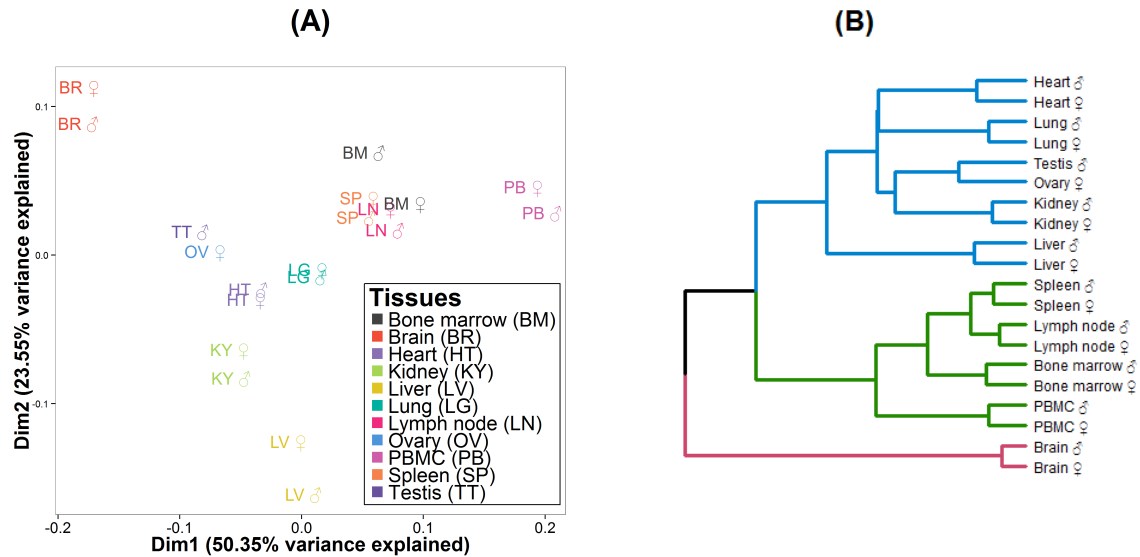 (A)
(B)
Dim2 (23.55% variance explained)
0.1
0.0
-0.1
BR ♀
BR ♂
BM ♂
SP ♀
BM ♀
LN ♀
SP ♂
LN ♂
PB ♀
PB ♂
TT ♂
OV ♀
LG ♀
LG ♂
HT ♂
HT ♀
KY ♀
KY ♂
LV ♀
LV ♂
Tissues
Bone marrow (BM)
Brain (BR)
Heart (HT)
Kidney (KY)
Liver (LV)
Lung (LG)
Lymph node (LN)
Ovary (OV)
PBMC (PB)
Spleen (SP)
Testis (TT)
-0.2 -0.1 0.0 0.1 0.2
Dim1 (50.35% variance explained)
Heart ♂
Heart ♀
Lung ♂
Lung ♀
Testis ♂
Ovary ♀
Kidney ♂
Kidney ♀
Liver ♂
Liver ♀
Spleen ♂
Spleen ♀
Lymph node ♂
Lymph node ♀
Bone marrow ♂
Bone marrow ♀
PBMC ♂
PBMC ♀
Brain ♂
Brain ♀